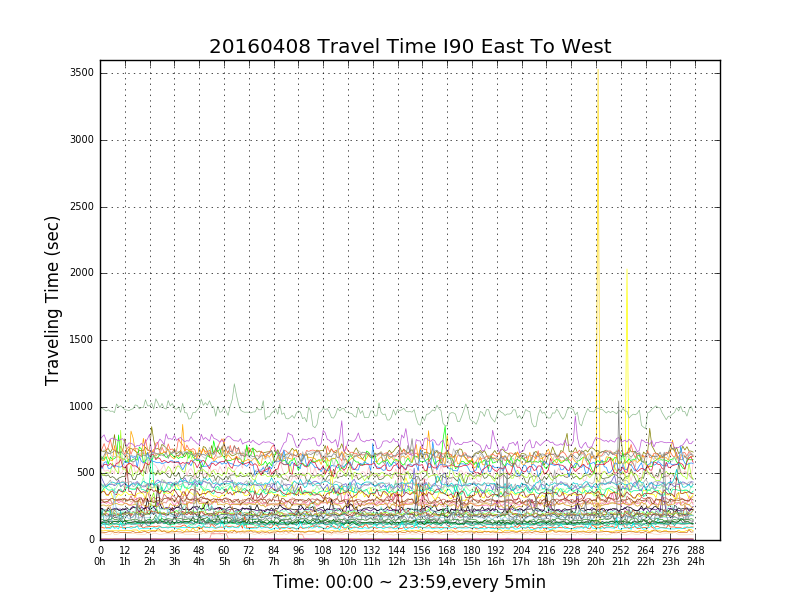 20160408 Travel Time I90 East To West
3500
3000
2500
2000
1500
1000
500
0
Traveling Time (sec)
0 12 24 36 48 60 72 84 96 108 120 132 144 156 168 180 192 204 216 228 240 252 264 276 288
0h 1h 2h 3h 4h 5h 6h 7h 8h 9h 10h 11h 12h 13h 14h 15h 16h 17h 18h 19h 20h 21h 22h 23h 24h
Time: 00:00 ~ 23:59,every 5min